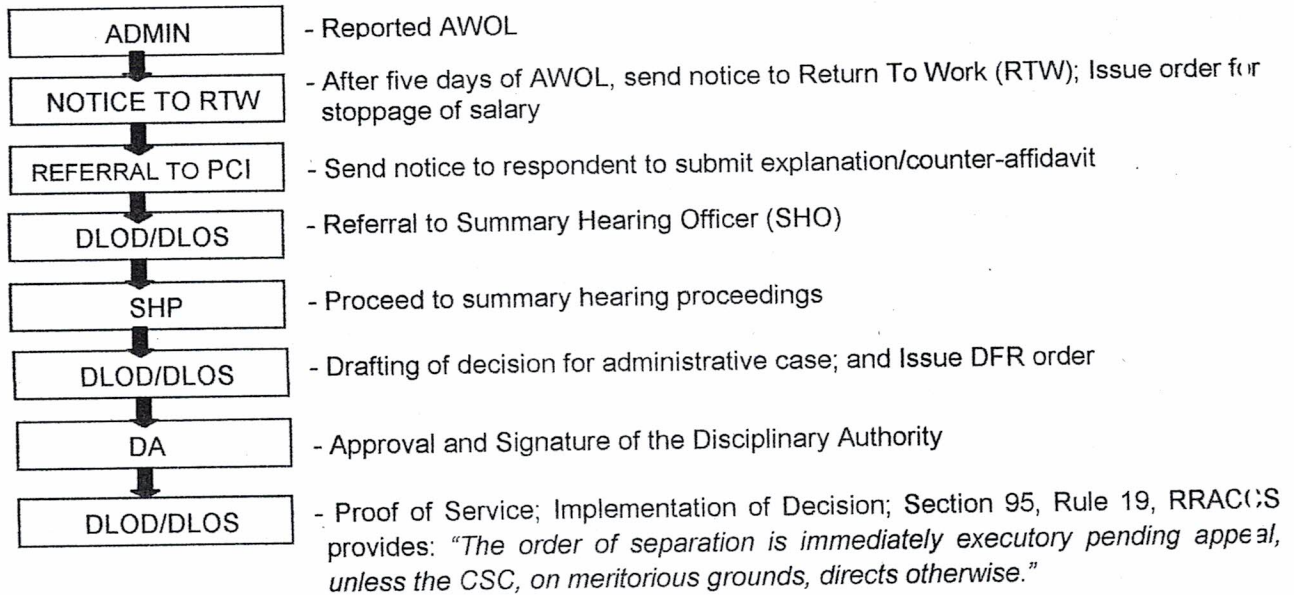 ADMIN
- Reported AWOL
NOTICE TO RTW
- After five days of AWOL, send notice to Return To Work (RTW); Issue order for
stoppage of salary
REFERRAL TO PCI
- Send notice to respondent to submit explanation/counter-affidavit
DLOD/DLOS
- Referral to Summary Hearing Officer (SHO)
SHP
- Proceed to summary hearing proceedings
DLOD/DLOS
- Drafting of decision for administrative case; and Issue DFR order
DA
- Approval and Signature of the Disciplinary Authority
DLOD/DLOS
- Proof of Service; Implementation of Decision; Section 95, Rule 19, RRACCS
provides: "The order of separation is immediately executory pending appeal,
unless the CSC, on meritorious grounds, directs otherwise."